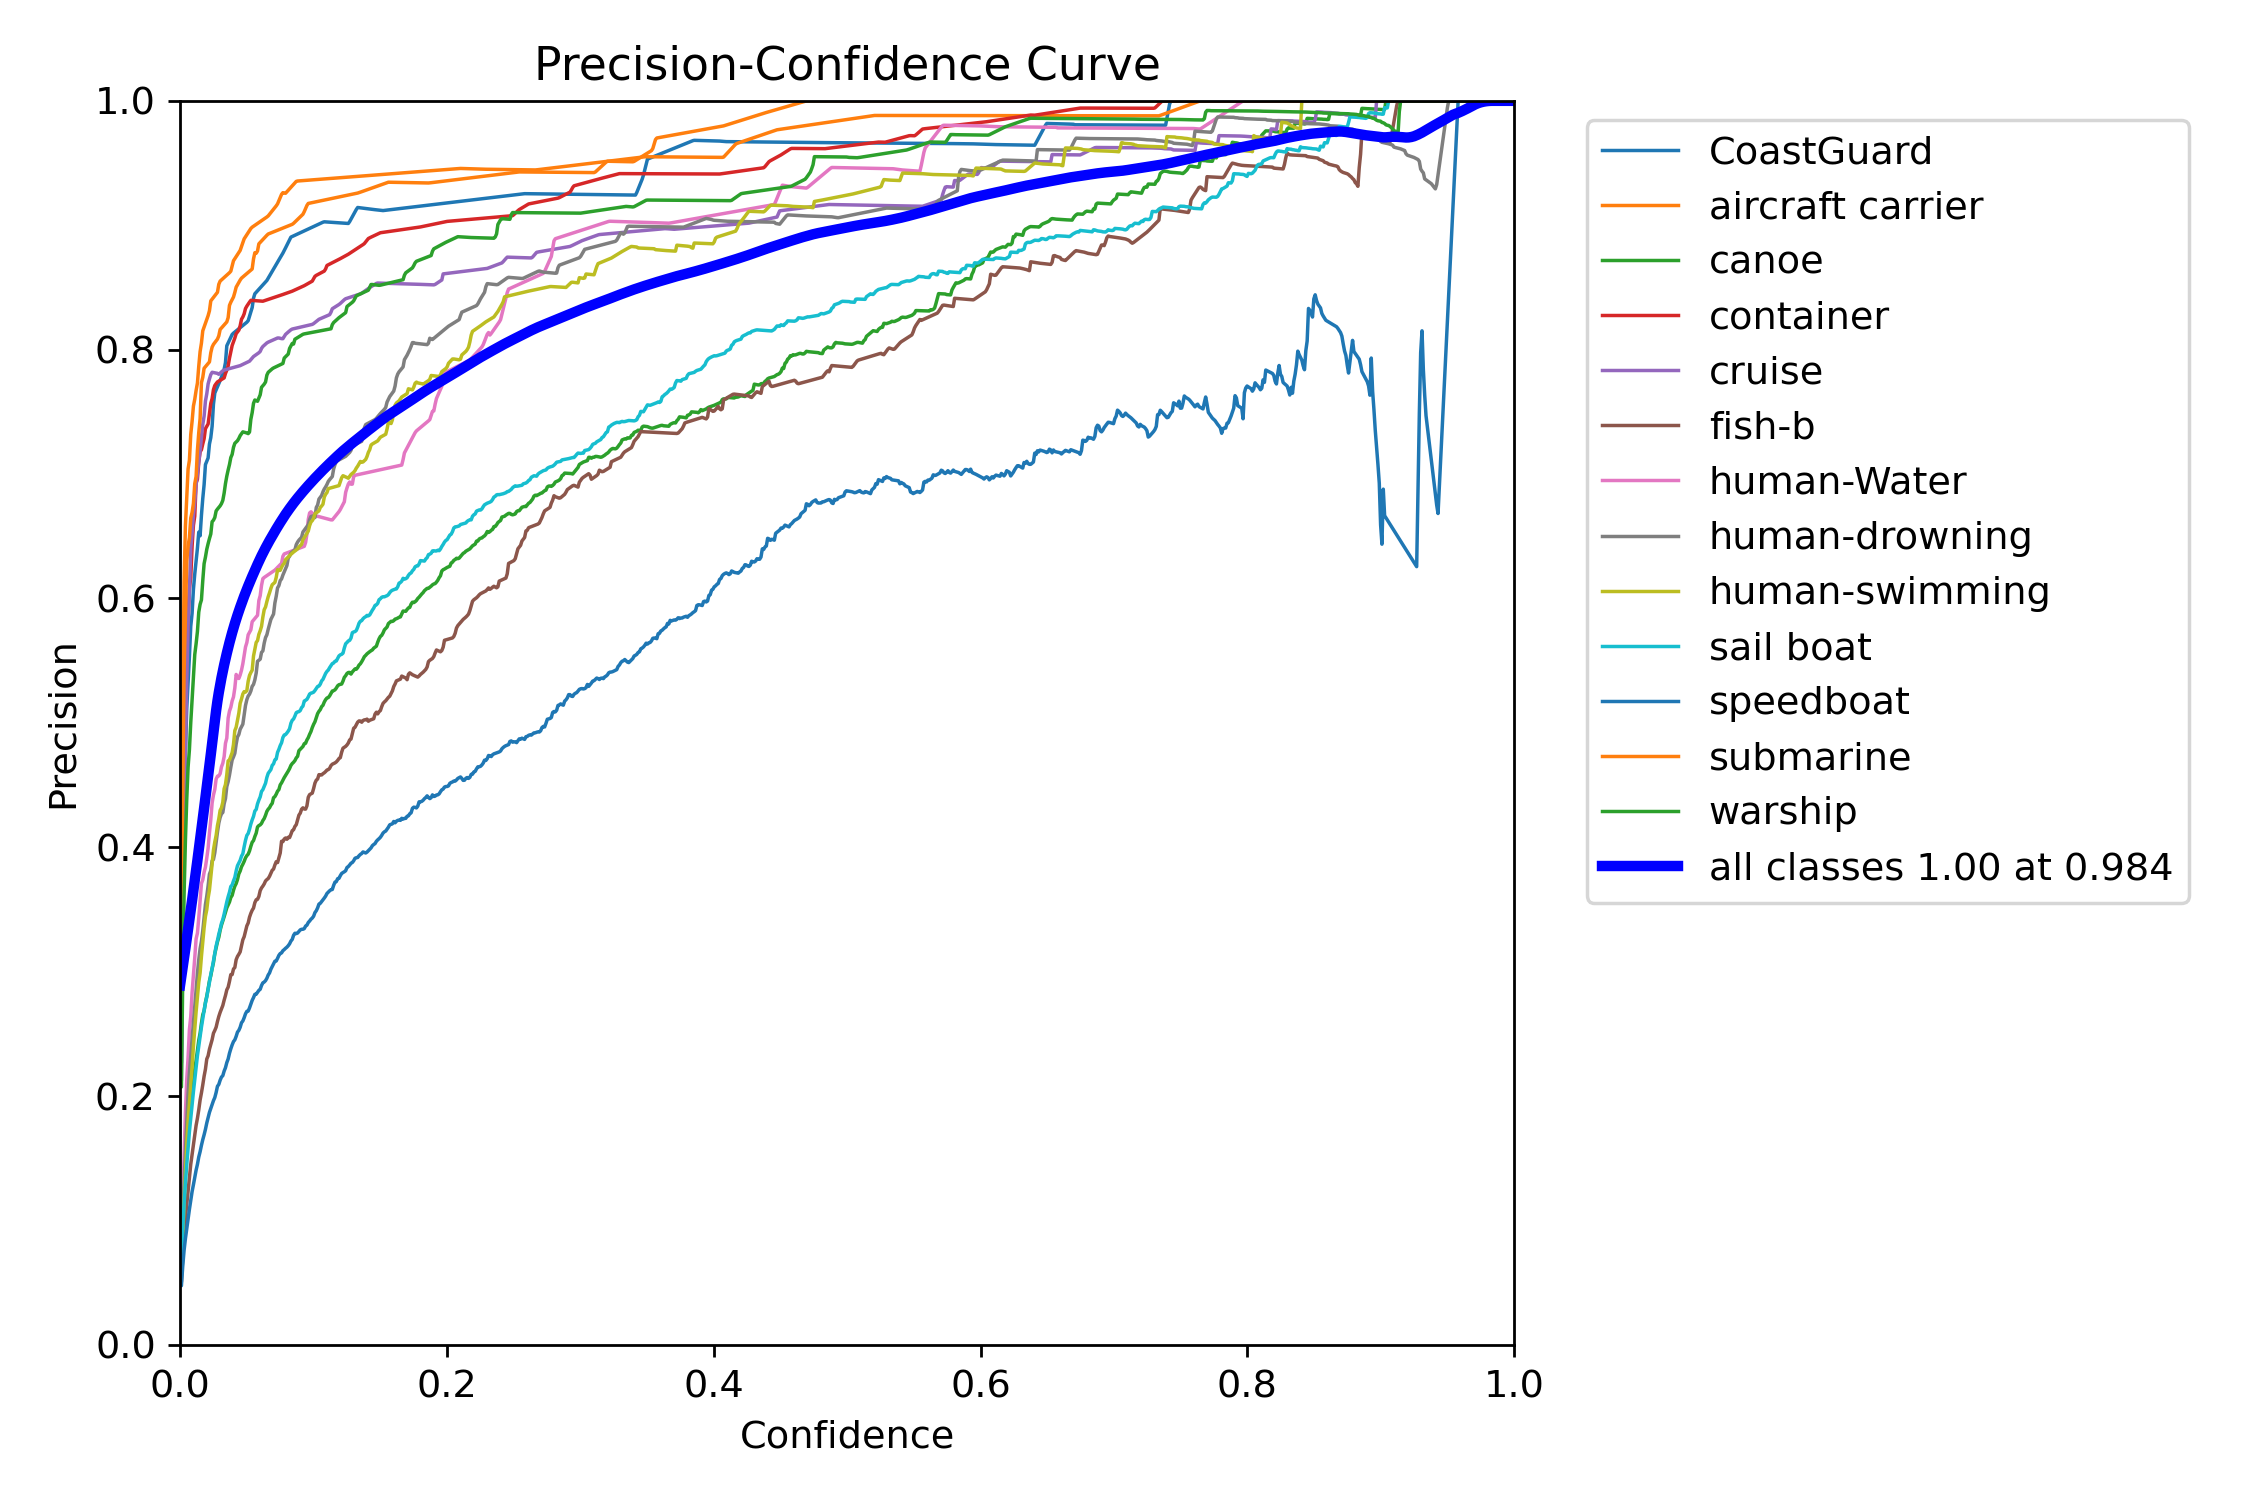 Precision-Confidence Curve
1.0
0.8
0.6
0.4
0.2
0.0
Precision
0.0 0.2 0.4 0.6 0.8 1.0
Confidence
CoastGuard
aircraft carrier
canoe
container
cruise
fish-b
human-Water
human-drowning
human-swimming
sail boat
speedboat
submarine
warship
all classes 1.00 at 0.984